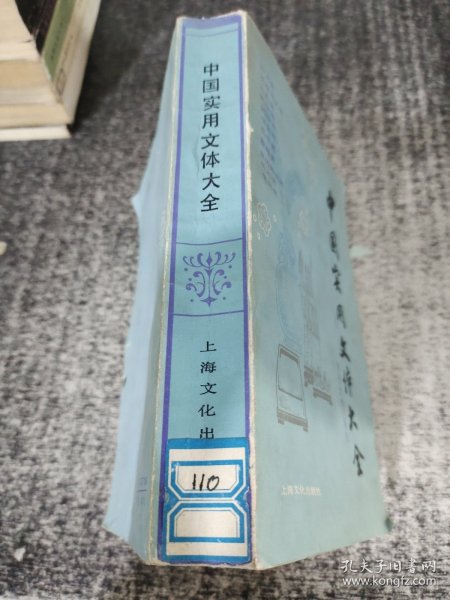 中国实用文体大全
上海文化出
110
中国实用文体大全
上海文化出版社
孔夫子旧书网
www.kongfz.com